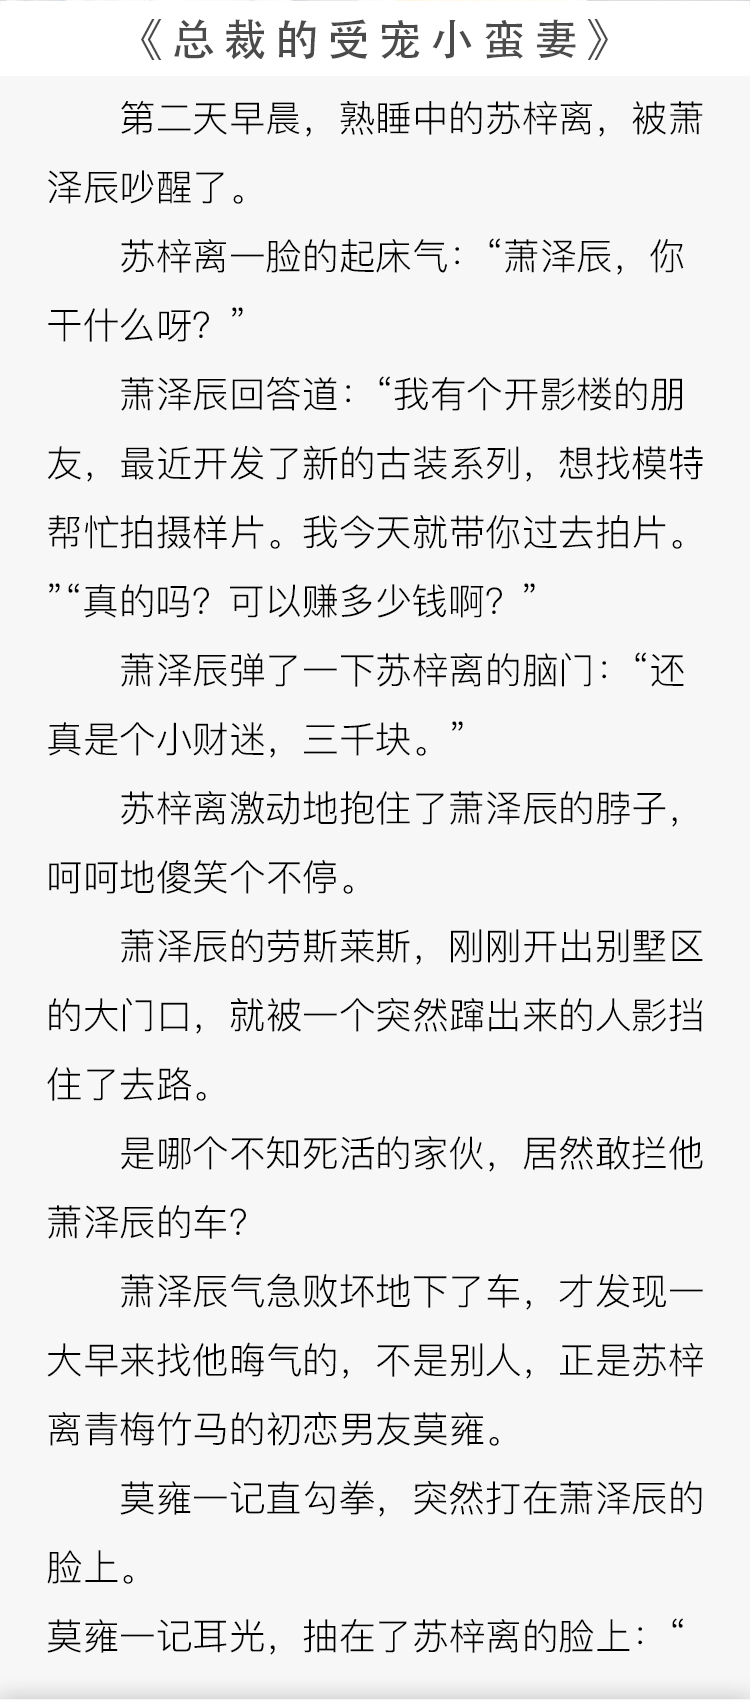 《总裁的受宠小蛮妻》
第二天早晨，熟睡中的苏梓离，被萧
泽辰吵醒了。
苏梓离一脸的起床气：“萧泽辰，你
干什么呀？”
萧泽辰回答道：“我有个开影楼的朋
友，最近开发了新的古装系列，想找模特
帮忙拍摄样片。我今天就带你过去拍片。
”“真的吗？可以赚多少钱啊？”
萧泽辰弹了一下苏梓离的脑门：“还
真是个小财迷，三千块。”
苏梓离激动地抱住了萧泽辰的脖子，
呵呵地傻笑个不停。
萧泽辰的劳斯莱斯，刚刚开出别墅区
的大门口，就被一个突然蹿出来的人影挡
住了去路。
是哪个不知死活的家伙，居然敢拦他
萧泽辰的车？
萧泽辰气急败坏地下了车，才发现一
大早来找他晦气的，不是别人，正是苏梓
离青梅竹马的初恋男友莫雍。
莫雍一记直勾拳，突然打在萧泽辰的
脸上。
莫雍一记耳光，抽在了苏梓离的脸上：“